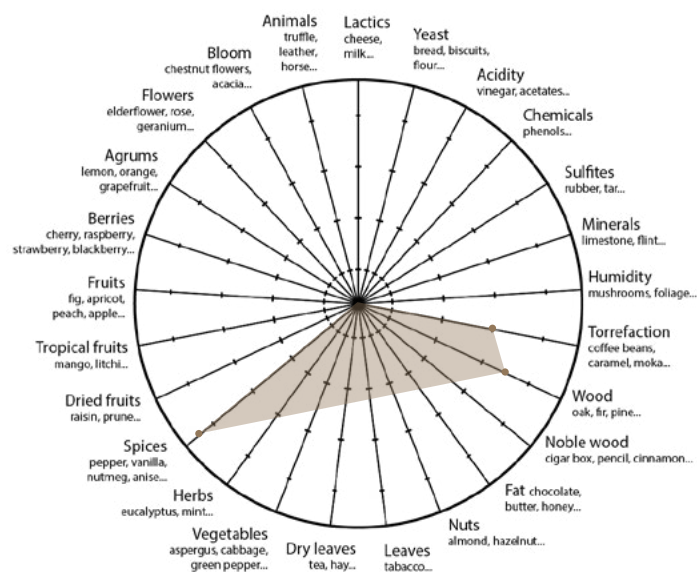 Lactics
cheese,
milk...
Yeast
bread, biscuits,
flour...
Acidity
vinegar, acetates...
Chemicals
phenols...
Sulfites
rubber, tar...
Minerals
limestone, flint...
Humidity
mushrooms, foliage...
Torrefaction
coffee beans,
caramel, moka...
Wood
oak, fir, pine...
Noble wood
cigar box, pencil, cinnamon...
Fat chocolate,
butter, honey...
Nuts
almond, hazelnut...
Leaves
tabacco...
Dry leaves
tea, hay...
Vegetables
aspergus, cabbage,
green pepper...
Herbs
eucalyptus, mint...
Spices
pepper, vanilla,
nutmeg, anise...
Dried fruits
raisin, prune...
Tropical fruits
mango, litchi...
Fruits
fig, apricot,
peach, apple...
Berries
cherry, raspberry,
strawberry, blackberry...
Agrums
lemon, orange,
grapefruit...
Flowers
elderflower, rose,
geranium...
Bloom
chestnut flowers,
acacia...
Animals
truffle,
leather,
horse...